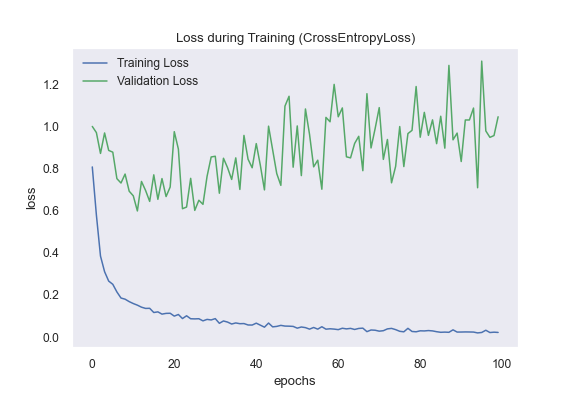 Loss during Training (CrossEntropyLoss)
Training Loss
Validation Loss
1.2
1.0
0.8
0.6
0.4
0.2
0.0
loss
0 20 40 60 80 100
epochs